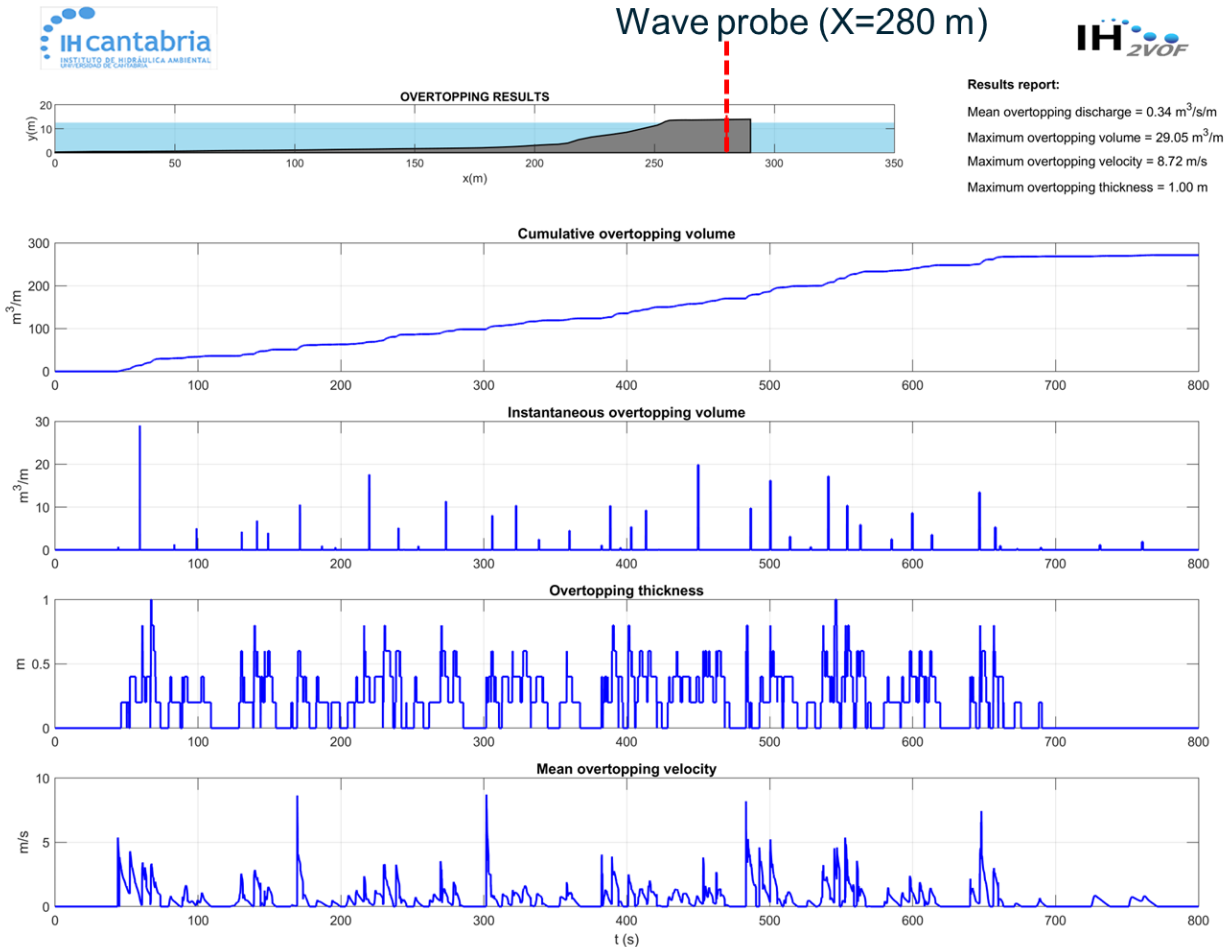 Wave probe (X=280 m)
IHcantabria
INSTITUTO DE HIDRÁULICA AMBIENTAL
UNIVERSIDAD DE CANTABRIA
IH 2VOF
Results report:
Mean overtopping discharge = 0.34 m³/s/m
Maximum overtopping volume = 29.05 m³/m
Maximum overtopping velocity = 8.72 m/s
Maximum overtopping thickness = 1.00 m
OVERTOPPING RESULTS
y(m)
20
10
0
0 50 100 150 200 250 300 350
x(m)
Cumulative overtopping volume
m³/m
300
200
100
0
0 100 200 300 400 500 600 700 800
Instantaneous overtopping volume
m³/m
30
20
10
0
0 100 200 300 400 500 600 700 800
Overtopping thickness
m
1
0.5
0
0 100 200 300 400 500 600 700 800
Mean overtopping velocity
m/s
10
5
0
0 100 200 300 400 500 600 700 800
t (s)